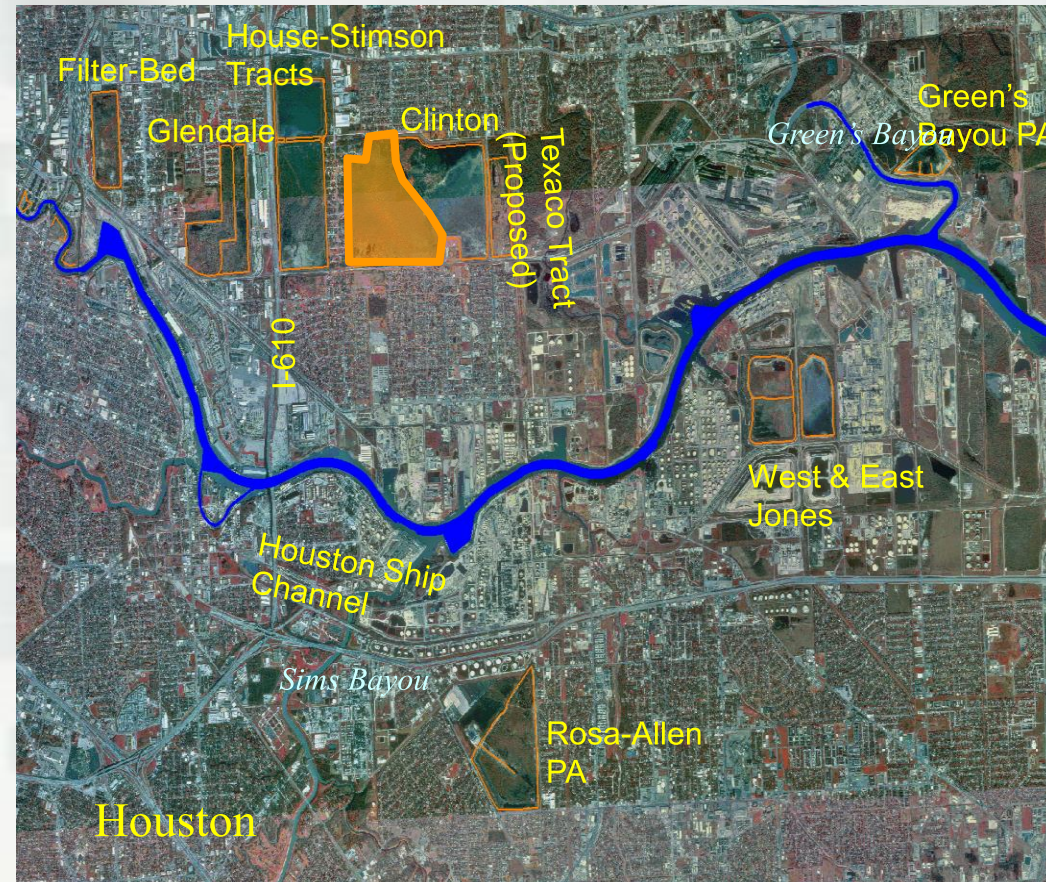 House-Stimson
Tracts
Filter-Bed
Glendale
Clinton
Texaco Tract
(Proposed)
Green's
Bayou PA
Green's Bayou
I-610
West & East
Jones
Houston Ship
Channel
Sims Bayou
Rosa-Allen
PA
Houston